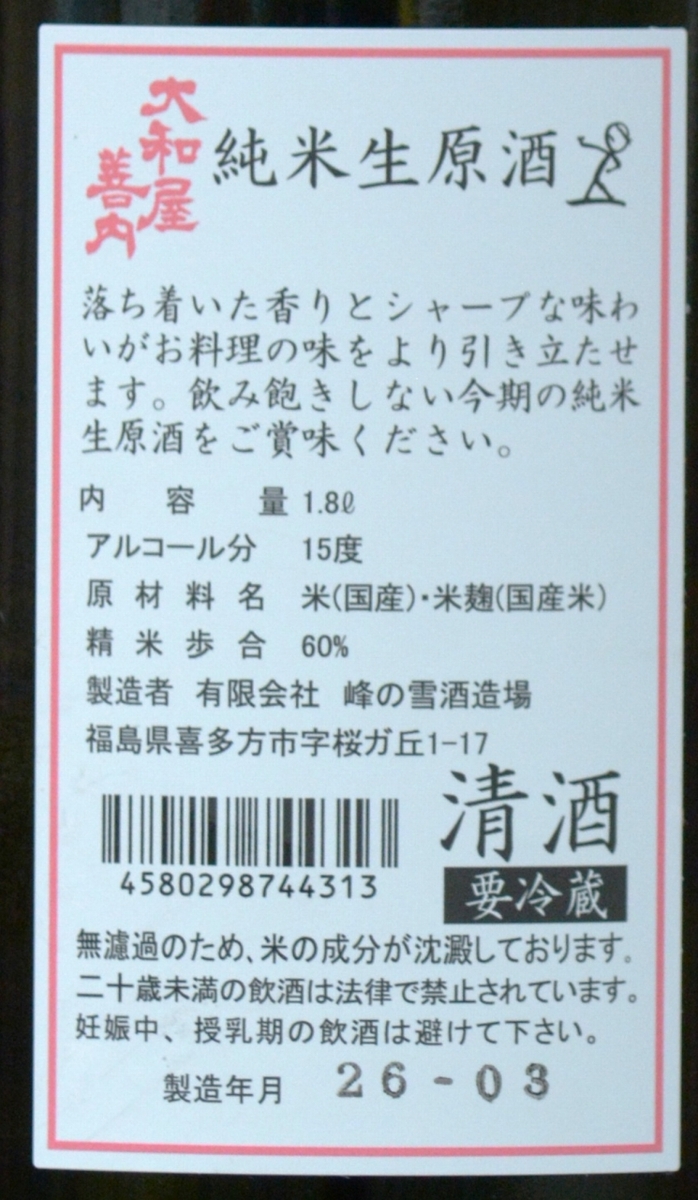 大和屋
善内
純米生原酒
落ち着いた香りとシャープな味わ
いがお料理の味をより引き立たせ
ます。飲み飽きしない今期の純米
生原酒をご賞味ください。
内容量 1.8ℓ
アルコール分 15度
原材料名 米(国産)・米麹(国産米)
精米歩合 60%
製造者 有限会社 峰の雪酒造場
福島県喜多方市字桜ガ丘1-17
清酒
要冷蔵
4580298744313
無濾過のため、米の成分が沈澱しております。
二十歳未満の飲酒は法律で禁止されています。
妊娠中、授乳期の飲酒は避けて下さい。
製造年月 26-03